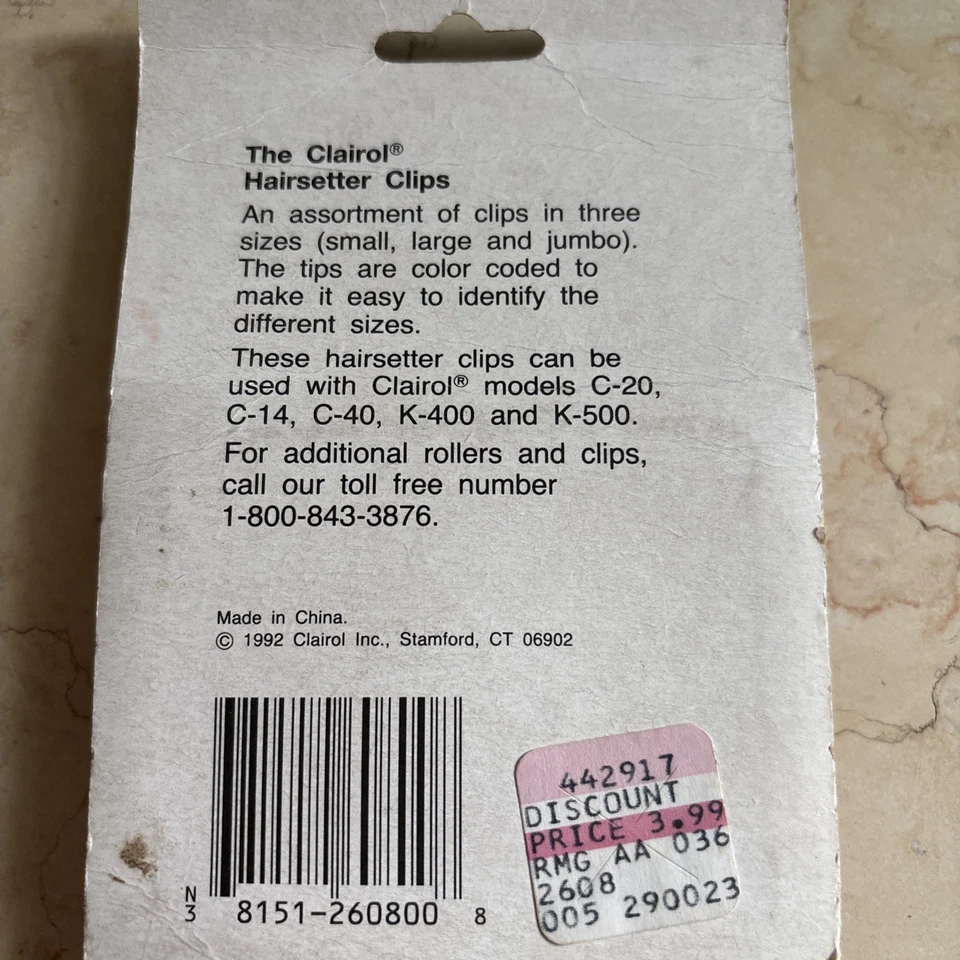 The Clairol®
Hairsetter Clips
An assortment of clips in three
sizes (small, large and jumbo).
The tips are color coded to
make it easy to identify the
different sizes.
These hairsetter clips can be
used with Clairol® models C-20,
C-14, C-40, K-400 and K-500.
For additional rollers and clips,
call our toll free number
1-800-843-3876.
Made in China.
© 1992 Clairol Inc., Stamford, CT 06902
N
3 8151-260800 8
442917
DISCOUNT
PRICE 3.99
RMG AA 036
2608
005 290023